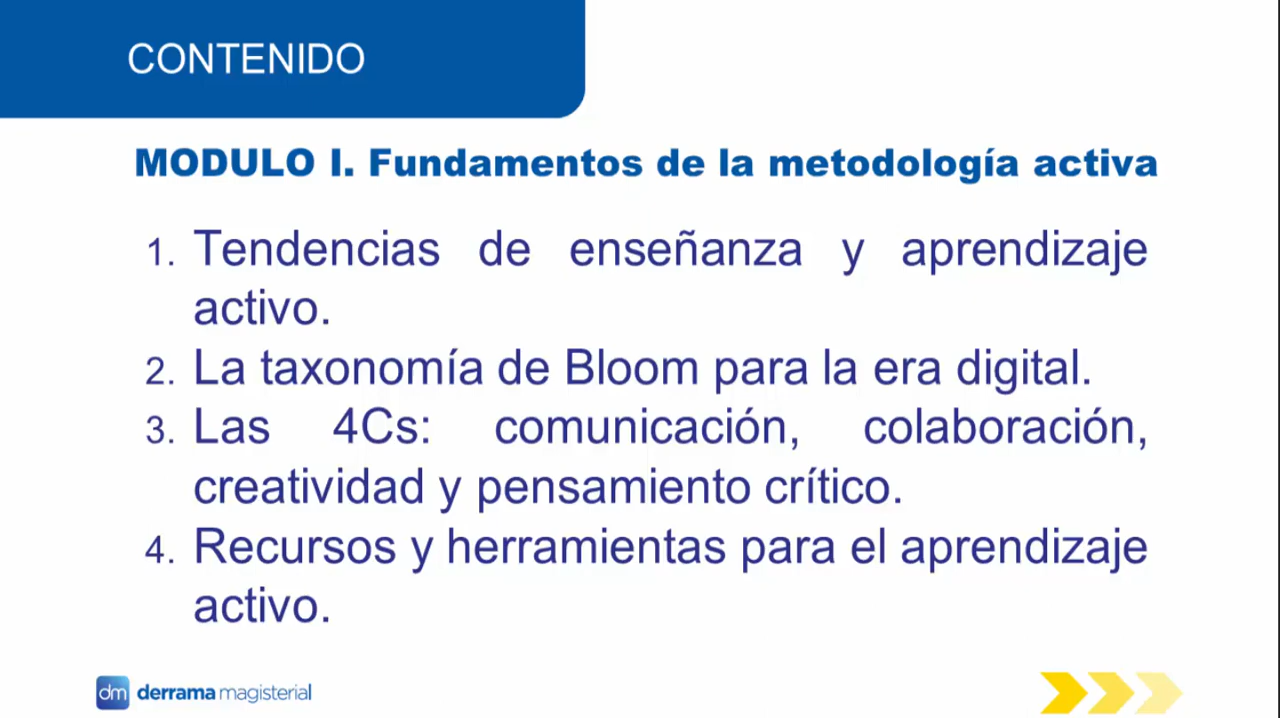 CONTENIDO
MODULO I. Fundamentos de la metodología activa
1. Tendencias de enseñanza y aprendizaje
activo.
2. La taxonomía de Bloom para la era digital.
3. Las 4Cs: comunicación, colaboración,
creatividad y pensamiento crítico.
4. Recursos y herramientas para el aprendizaje
activo.
dm derrama magisterial